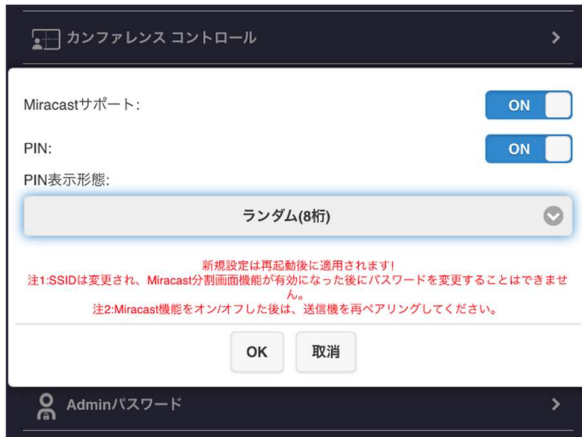 カンファレンス コントロール
Miracastサポート:
ON
PIN:
ON
PIN表示形態:
ランダム(8桁)
新規設定は再起動後に適用されます!
注1:SSIDは変更され、Miracast分割画面機能が有効になった後にパスワードを変更することはできませ
ん。
注2:Miracast機能をオン/オフした後は、送信機を再ペアリングしてください。
OK
取消
Adminパスワード